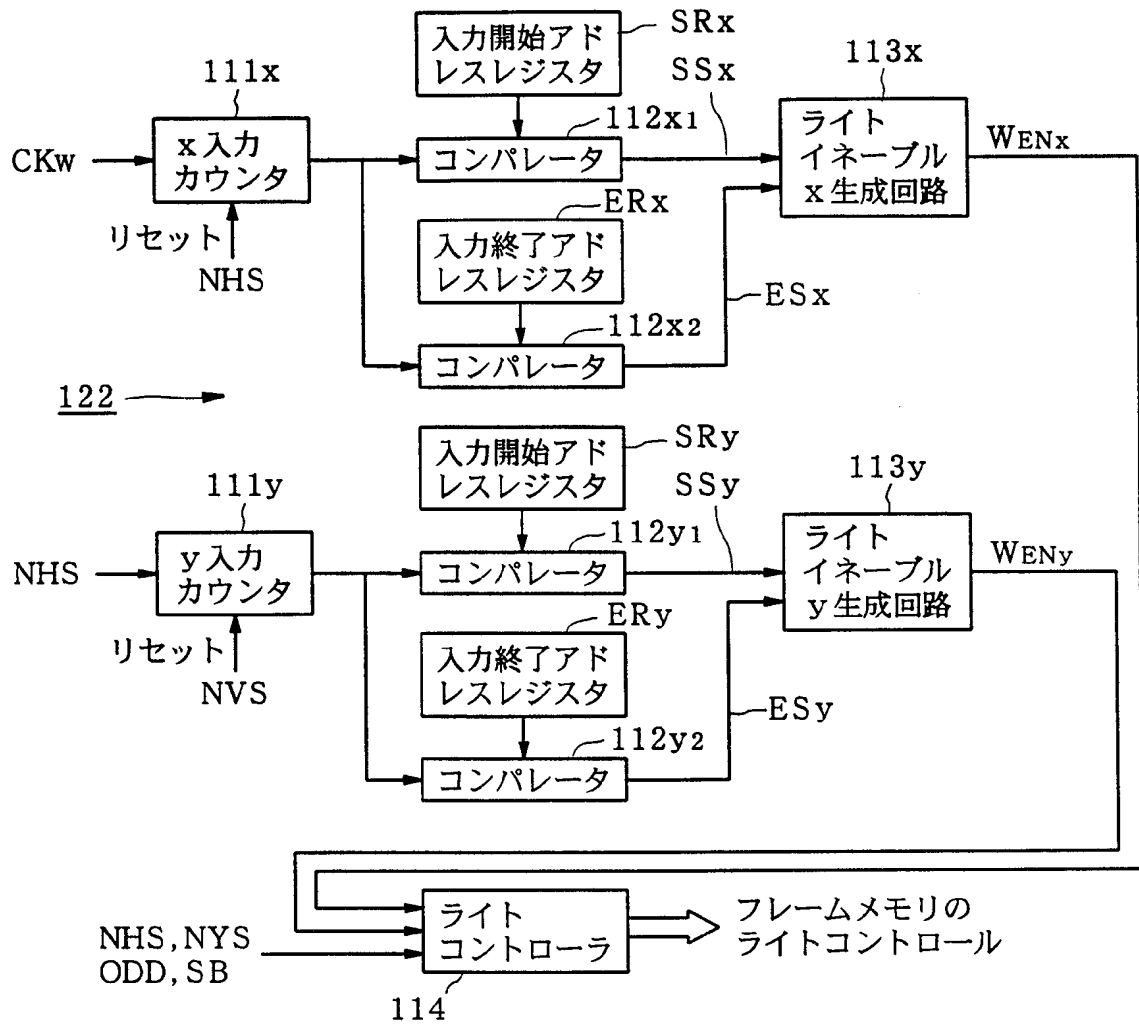 入力開始アド
レスレジスタ
SRx
SSx
111x
113x
112x1
CKw
x入力
カウンタ
コンパレータ
ライト
イネーブル
x生成回路
WENx
リセット
NHS
ERx
入力終了アド
レスレジスタ
ESx
112x2
コンパレータ
122
入力開始アド
レスレジスタ
SRy
SSy
111y
113y
112y1
NHS
y入力
カウンタ
コンパレータ
ライト
イネーブル
y生成回路
WENy
リセット
NVS
ERy
入力終了アド
レスレジスタ
ESy
112y2
コンパレータ
NHS,NYS
ODD,SB
ライト
コントローラ
フレームメモリの
ライトコントロール
114